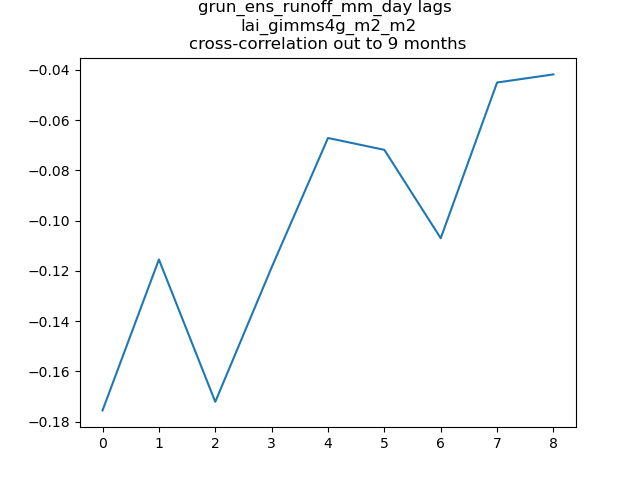 grun_ens_runoff_mm_day lags
lai_gimms4g_m2_m2
cross-correlation out to 9 months
−0.04
−0.06
−0.08
−0.10
−0.12
−0.14
−0.16
−0.18
0 1 2 3 4 5 6 7 8